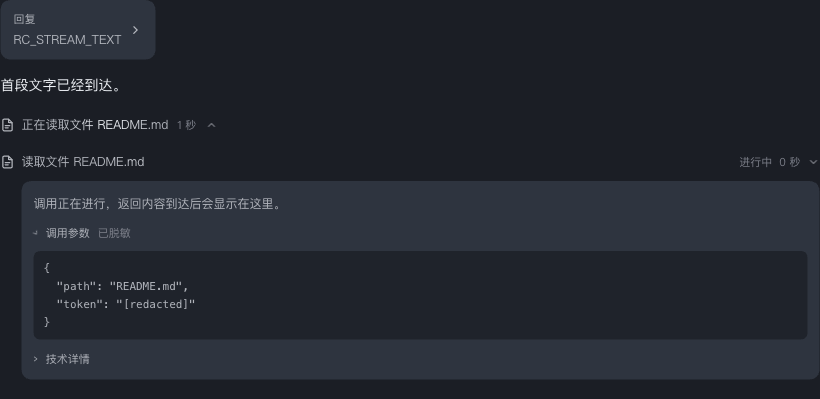 回复
RC_STREAM_TEXT
首段文字已经到达。
正在读取文件 README.md 1 秒
读取文件 README.md 进行中 0 秒
调用正在进行，返回内容到达后会显示在这里。
调用参数 已脱敏
{
  "path": "README.md",
  "token": "[redacted]"
}
技术详情